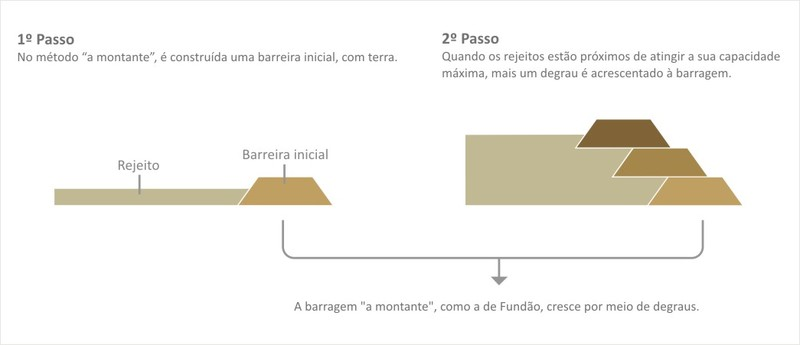 1º Passo
No método “a montante”, é construída uma barreira inicial, com terra.
2º Passo
Quando os rejeitos estão próximos de atingir a sua capacidade
máxima, mais um degrau é acrescentado à barragem.
Rejeito
Barreira inicial
A barragem "a montante", como a de Fundão, cresce por meio de degraus.